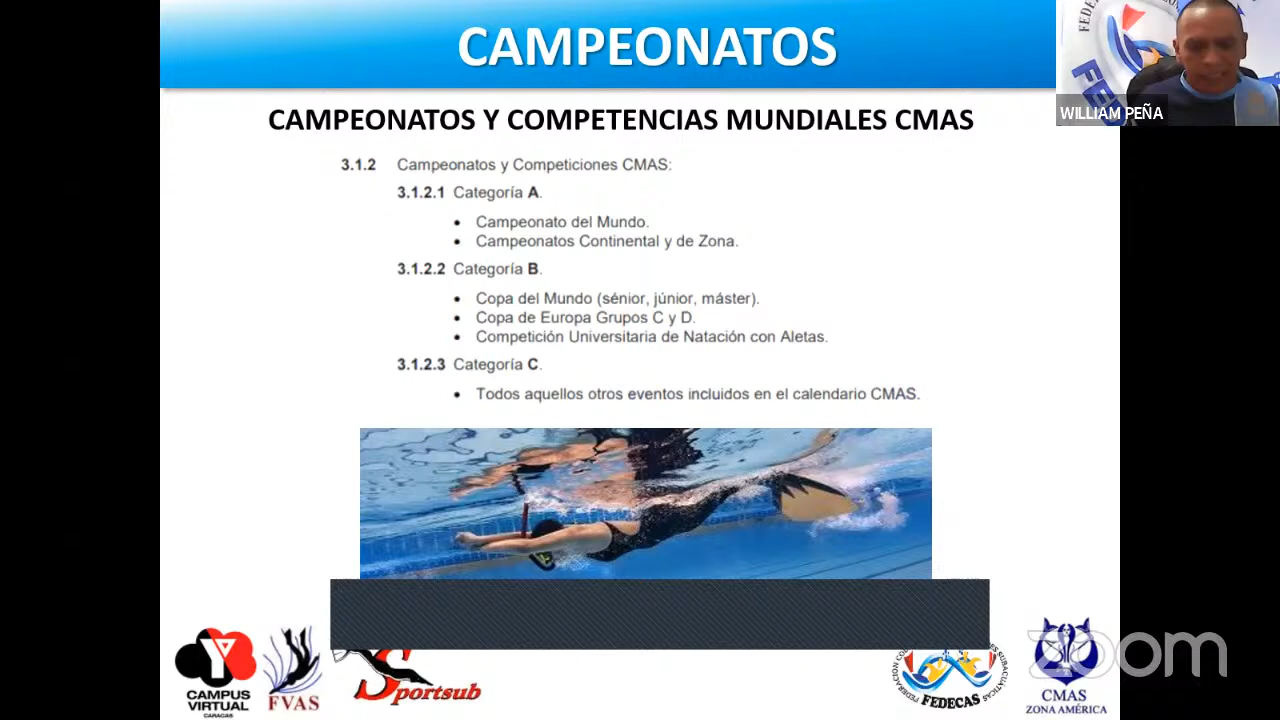 CAMPEONATOS
WILLIAM PEÑA
CAMPEONATOS Y COMPETENCIAS MUNDIALES CMAS
3.1.2 Campeonatos y Competiciones CMAS:
3.1.2.1 Categoría A.
• Campeonato del Mundo.
• Campeonatos Continental y de Zona.
3.1.2.2 Categoría B.
• Copa del Mundo (sénior, júnior, máster).
• Copa de Europa Grupos C y D.
• Competición Universitaria de Natación con Aletas.
3.1.2.3 Categoría C.
• Todos aquellos otros eventos incluidos en el calendario CMAS.
CAMPUS
VIRTUAL
CARACAS
FVAS
Sportsub
FEDECAS
CMAS
ZONA AMÉRICA
zoom